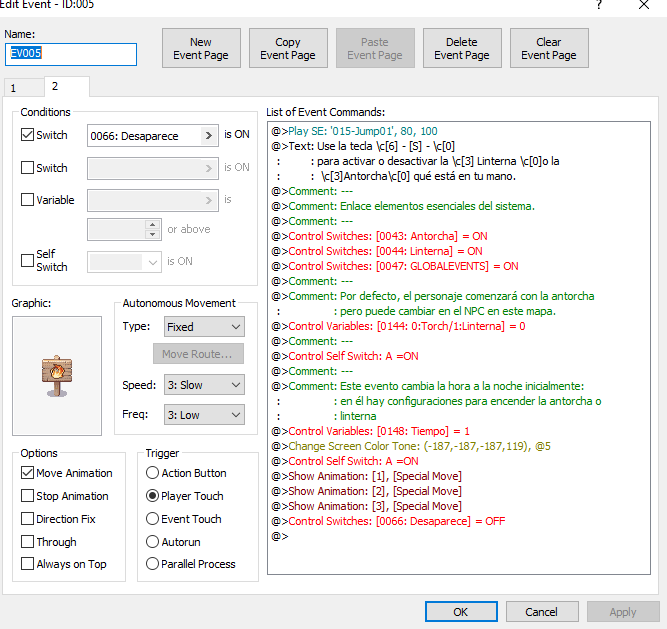 Edit Event - ID:005
?
Name:
EV005
New
Event Page
Copy
Event Page
Paste
Event Page
Delete
Event Page
Clear
Event Page
1
2
Conditions
Switch
0066: Desaparece
>
is ON
Switch
>
is ON
Variable
>
is
or above
Self
Switch
is ON
Graphic:
Autonomous Movement
Type:
Fixed
Move Route...
Speed:
3: Slow
Freq:
3: Low
Options
Move Animation
Stop Animation
Direction Fix
Through
Always on Top
Trigger
Action Button
Player Touch
Event Touch
Autorun
Parallel Process
List of Event Commands:
@>Play SE: '015-Jump01', 80, 100
@>Text: Use la tecla \c[6] - [S] - \c[0]
: : para activar o desactivar la \c[3] Linterna \c[0]o la
: : \c[3]Antorcha\c[0] qué está en tu mano.
@>Comment: ---
@>Comment: Enlace elementos esenciales del sistema.
@>Comment: ---
@>Control Switches: [0043: Antorcha] = ON
@>Control Switches: [0044: Linterna] = ON
@>Control Switches: [0047: GLOBALEVENTS] = ON
@>Comment: ---
@>Comment: Por defecto, el personaje comenzará con la antorcha
: : pero puede cambiar en el NPC en este mapa.
@>Control Variables: [0144: 0:Torch/1:Linterna] = 0
@>Comment: ---
@>Control Self Switch: A =ON
@>Comment: ---
@>Comment: Este evento cambia la hora a la noche inicialmente:
: : en él hay configuraciones para encender la antorcha o
: : linterna
@>Control Variables: [0148: Tiempo] = 1
@>Change Screen Color Tone: (-187,-187,-187,119), @5
@>Control Self Switch: A =ON
@>Show Animation: [1], [Special Move]
@>Show Animation: [2], [Special Move]
@>Show Animation: [3], [Special Move]
@>Control Switches: [0066: Desaparece] = OFF
@>
OK
Cancel
Apply